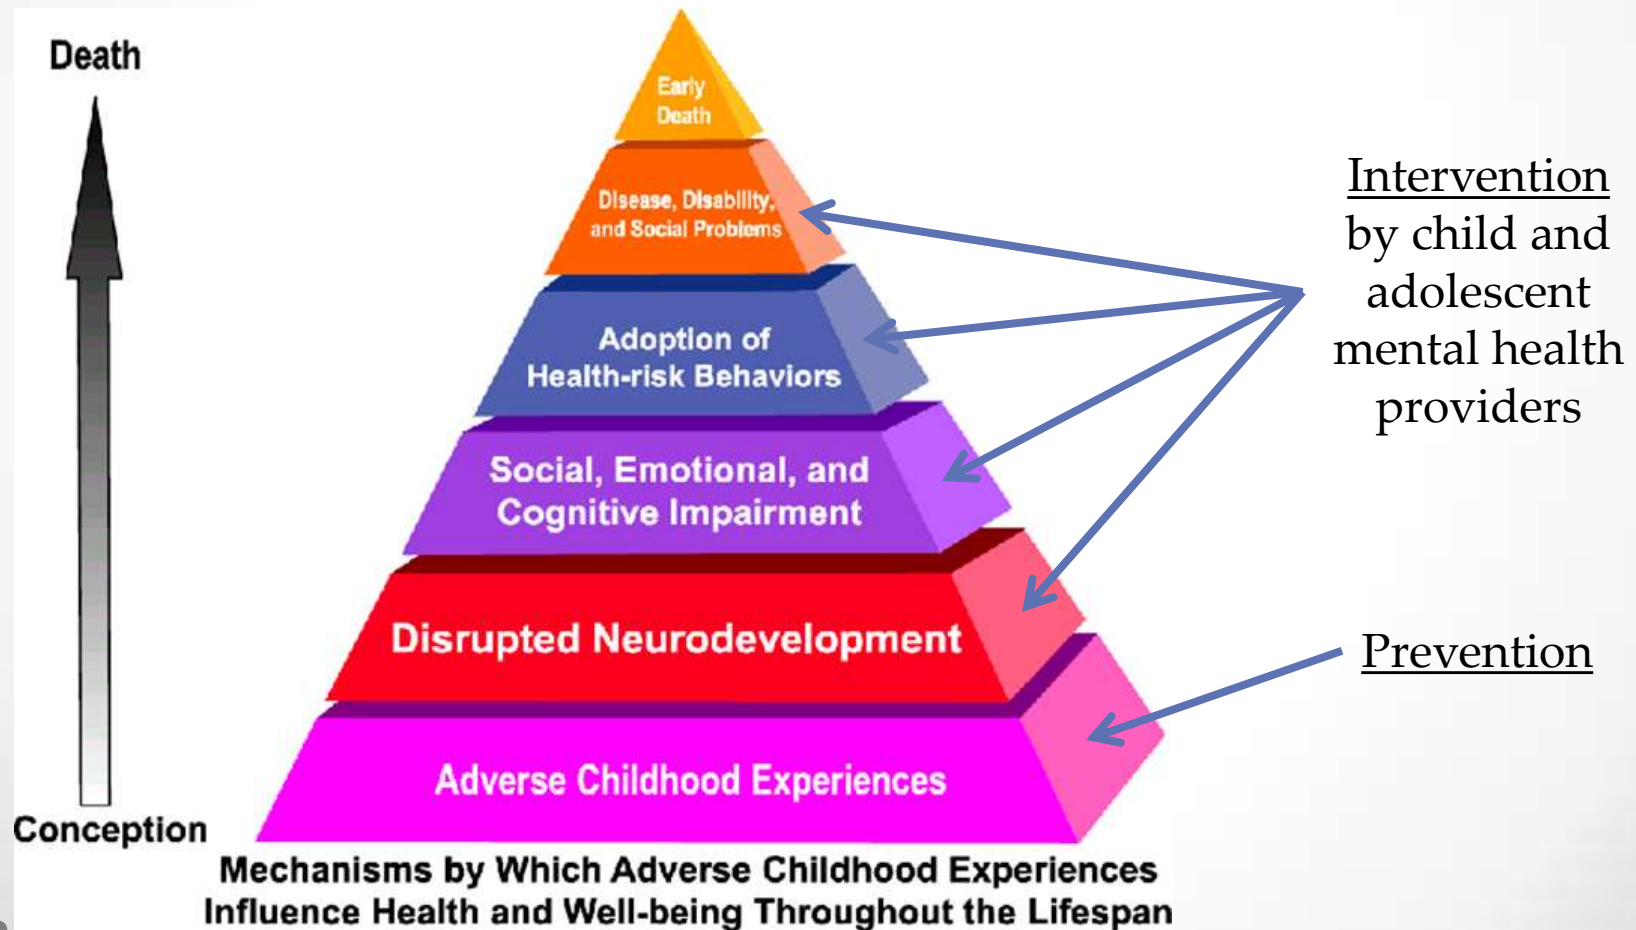 Death
Early
Death
Disease, Disability,
and Social Problems
Adoption of
Health-risk Behaviors
Social, Emotional, and
Cognitive Impairment
Disrupted Neurodevelopment
Adverse Childhood Experiences
Conception
Intervention
by child and
adolescent
mental health
providers
Prevention
Mechanisms by Which Adverse Childhood Experiences
Influence Health and Well-being Throughout the Lifespan